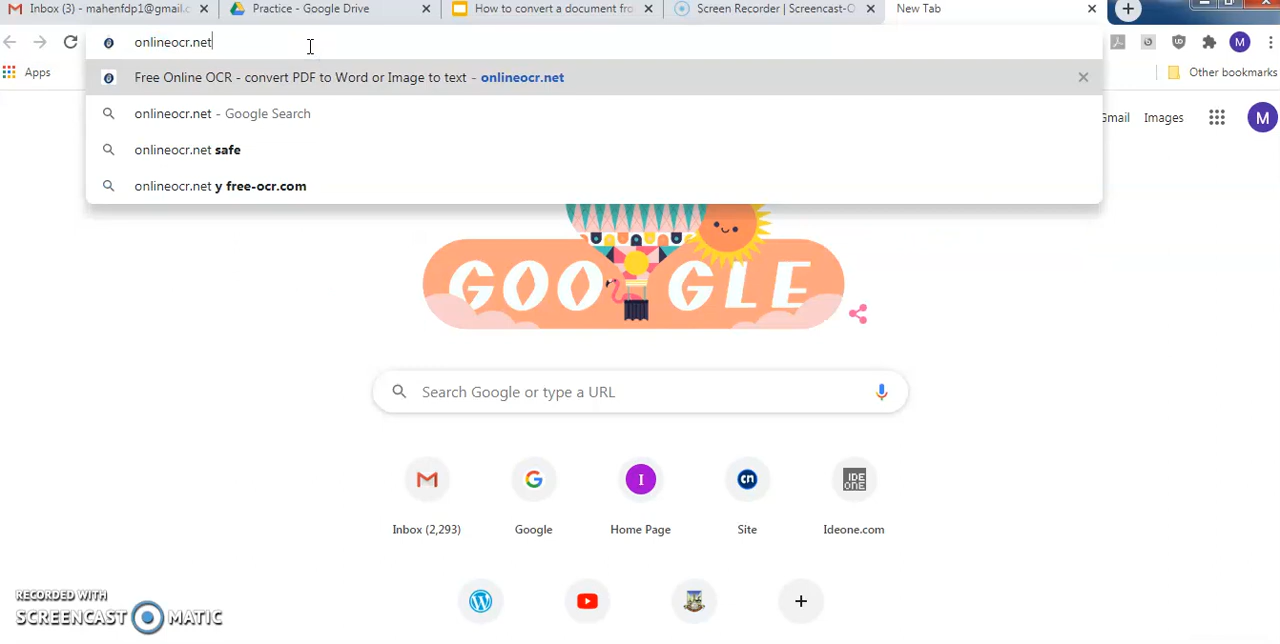 Inbox (3) - mahenfdp1@gmail.c
Practice - Google Drive
How to convert a document fro
Screen Recorder | Screencast-O
New Tab
onlineocr.net
Apps
Other bookmarks
Free Online OCR - convert PDF to Word or Image to text - onlineocr.net
onlineocr.net - Google Search
onlineocr.net safe
onlineocr.net y free-ocr.com
Gmail Images M
GOOGLE
Search Google or type a URL
Inbox (2,293)
Google
Home Page
Site
Ideone.com
RECORDED WITH
SCREENCAST MATIC